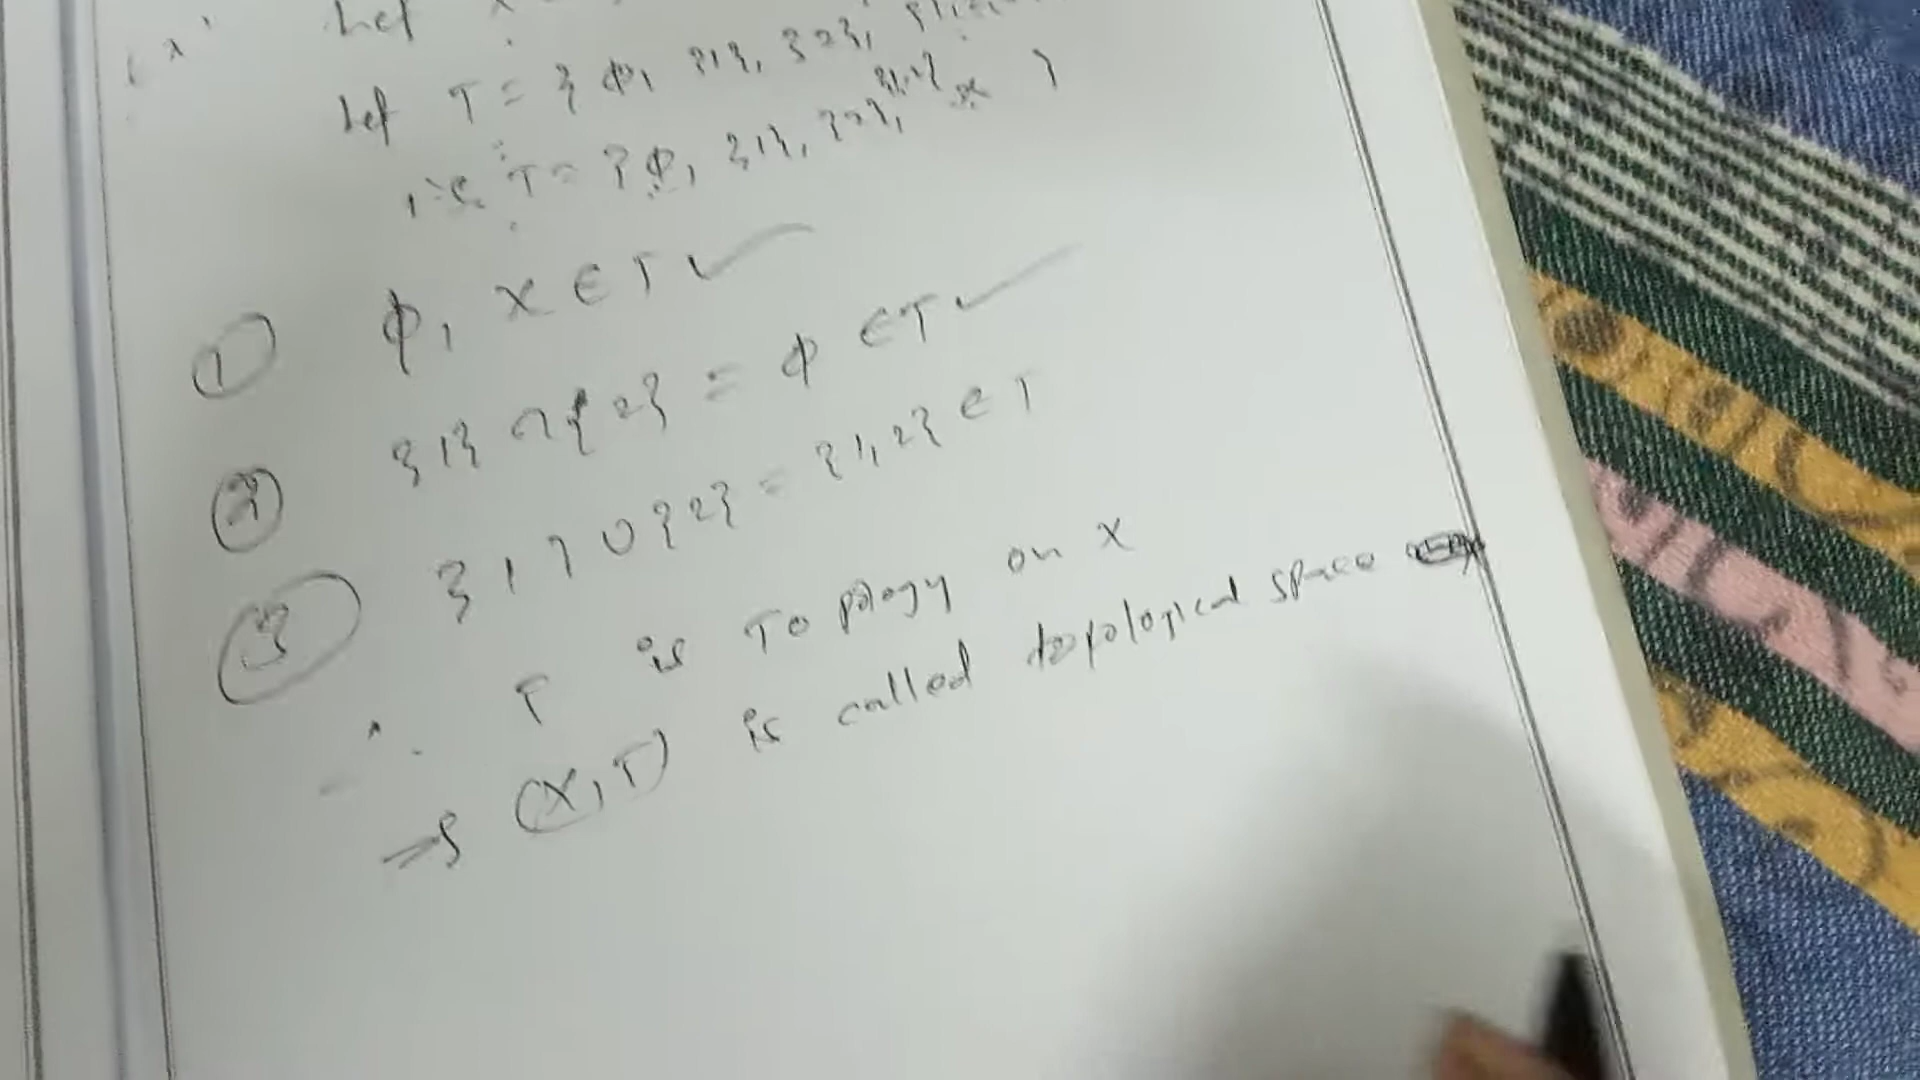 Let X
Let T = { φ, {1}, {2},
i.e T = { φ, {1}, {2}, {1,2} X }
① φ, X ∈ T ✓
② {1} ∩ {2} = φ ∈ T ✓
③ {1} ∪ {2} = {1, 2} ∈ T
∴ T is Topology on X
⇒ (X, T) is called topological space